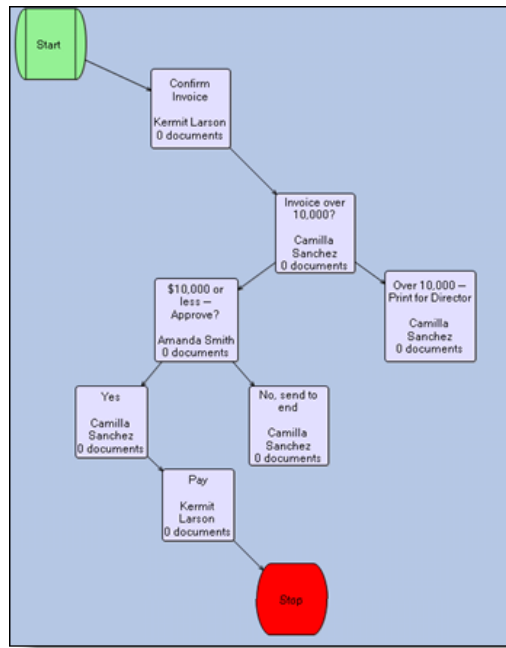 Start
Confirm
Invoice
Kermit Larson
0 documents
Invoice over
10,000?
Camilla
Sanchez
0 documents
$10,000 or
less –
Approve?
Amanda Smith
0 documents
Over 10,000 –
Print for Director
Camilla
Sanchez
0 documents
Yes
Camilla
Sanchez
0 documents
No, send to
end
Camilla
Sanchez
0 documents
Pay
Kermit
Larson
0 documents
Stop